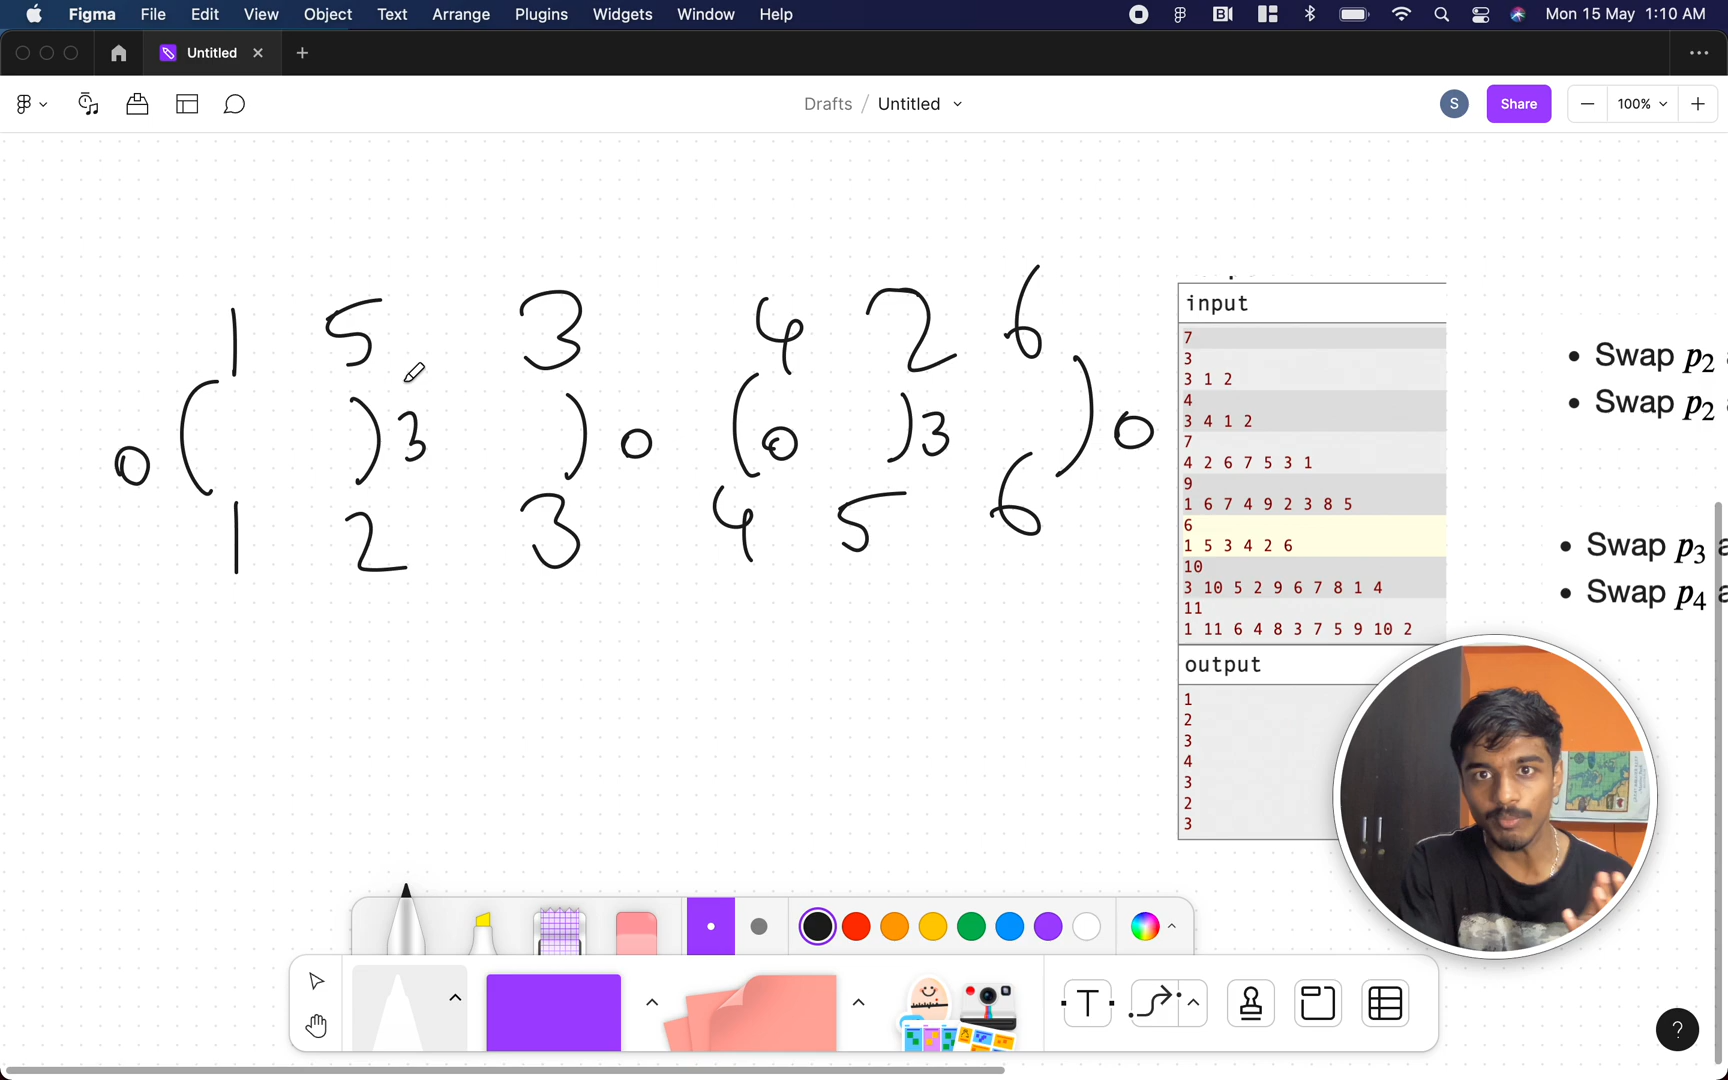 Figma File Edit View Object Text Arrange Plugins Widgets Window Help Mon 15 May 1:10 AM
Untitled
Drafts / Untitled
S Share 100%
1 5 3 4 2 6
0 ( ) 3 ) 0 ( 0 ) 3 ) 0
1 2 3 4 5 6
input
7
3
3 1 2
4
3 4 1 2
7
4 2 6 7 5 3 1
9
1 6 7 4 9 2 3 8 5
6
1 5 3 4 2 6
10
3 10 5 2 9 6 7 8 1 4
11
1 11 6 4 8 3 7 5 9 10 2
output
1
2
3
4
3
2
3
• Swap p2
• Swap p2
• Swap p3
• Swap p4
T
?